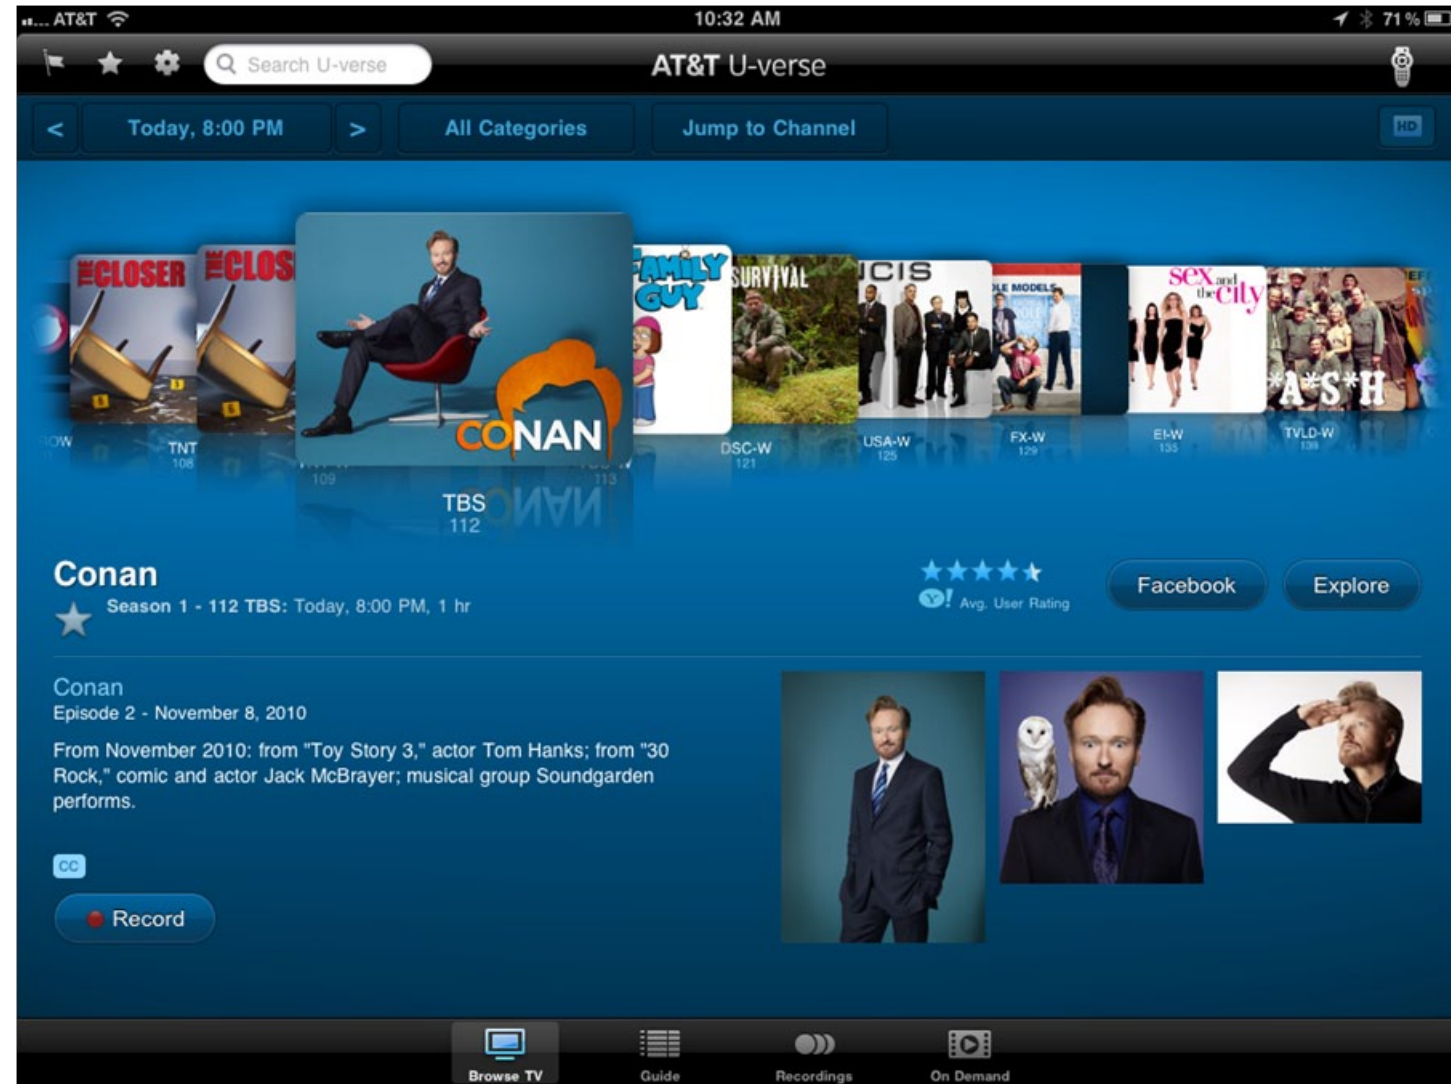 AT&T
10:32 AM
71%
Search U-verse
AT&T U-verse
<
Today, 8:00 PM
>
All Categories
Jump to Channel
HD
THE CLOSER
THE CLOS
CONAN
FAMILY GUY
SURVIVAL
NCIS
LE MODELS
sex and the city
*A*S*H
TNT
108
109
TBS
112
113
DSC-W
121
USA-W
125
FX-W
129
E!-W
135
TVLD-W
139
Conan
Season 1 - 112 TBS: Today, 8:00 PM, 1 hr
Y! Avg. User Rating
Facebook
Explore
Conan
Episode 2 - November 8, 2010
From November 2010: from "Toy Story 3," actor Tom Hanks; from "30
Rock," comic and actor Jack McBrayer; musical group Soundgarden
performs.
CC
Record
Browse TV
Guide
Recordings
On Demand